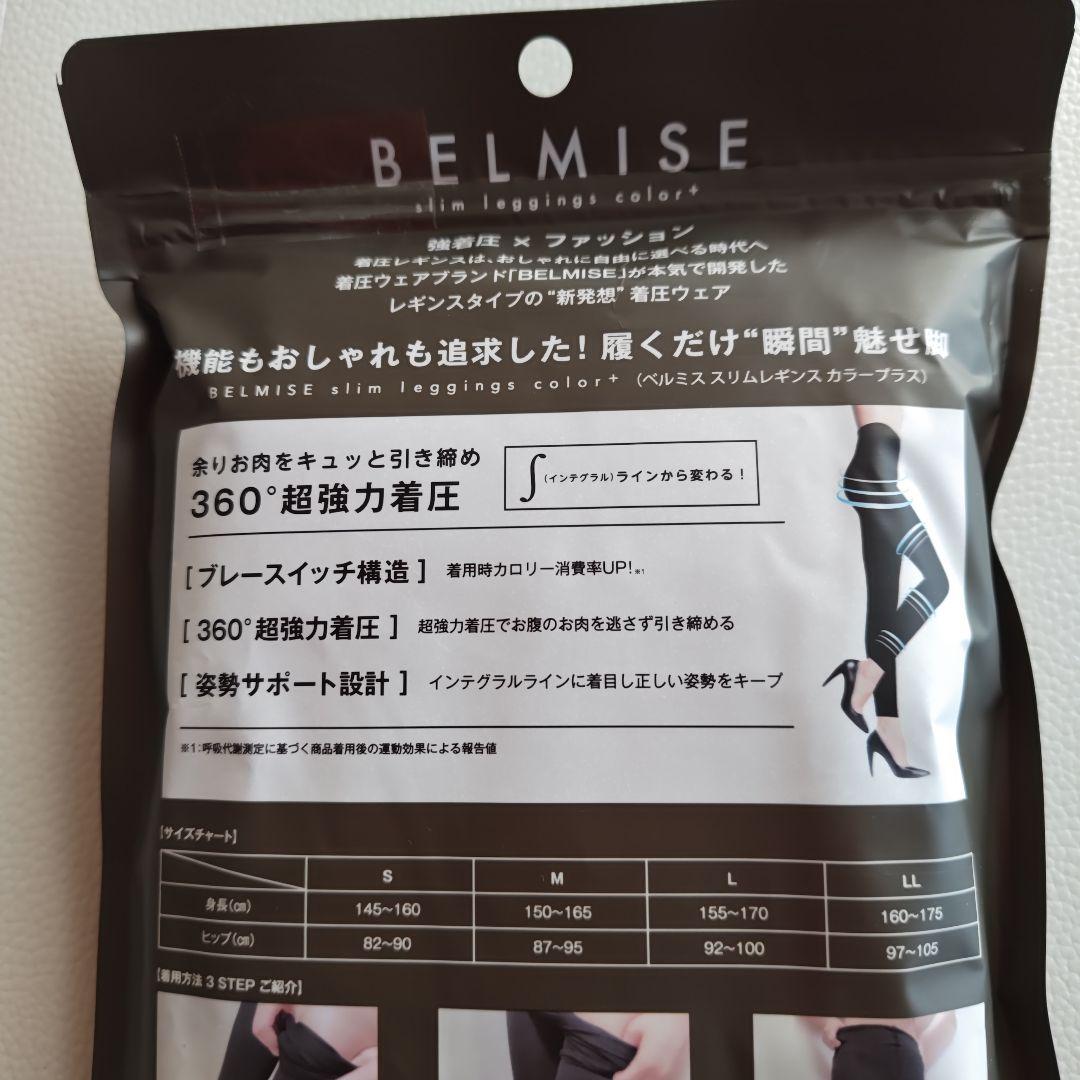 BELMISE
slim leggings color+
強着圧 × ファッション
着圧レギンスは、おしゃれに自由に選べる時代へ
着圧ウェアブランド「BELMISE」が本気で開発した
レギンスタイプの“新発想”着圧ウェア
機能もおしゃれも追求した! 履くだけ“瞬間”魅せ脚
BELMISE slim leggings color+ (ベルミス スリムレギンス カラープラス)
余りお肉をキュッと引き締め
360°超強力着圧
∫(インテグラル)ラインから変わる!
[ ブレースイッチ構造 ] 着用時カロリー消費率UP!※1
[ 360°超強力着圧 ] 超強力着圧でお腹のお肉を逃さず引き締める
[ 姿勢サポート設計 ] インテグラルラインに着目し正しい姿勢をキープ
※1:呼吸代謝測定に基づく商品着用後の運動効果による報告値
【サイズチャート】
S M L LL
身長(㎝) 145~160 150~165 155~170 160~175
ヒップ(㎝) 82~90 87~95 92~100 97~105
【着用方法 3 STEP ご紹介】